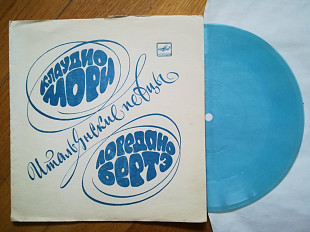 КЛАУДИО
МОРИ
Итальянские певцы
ЛОРЕДАНО
БЕРТЭ